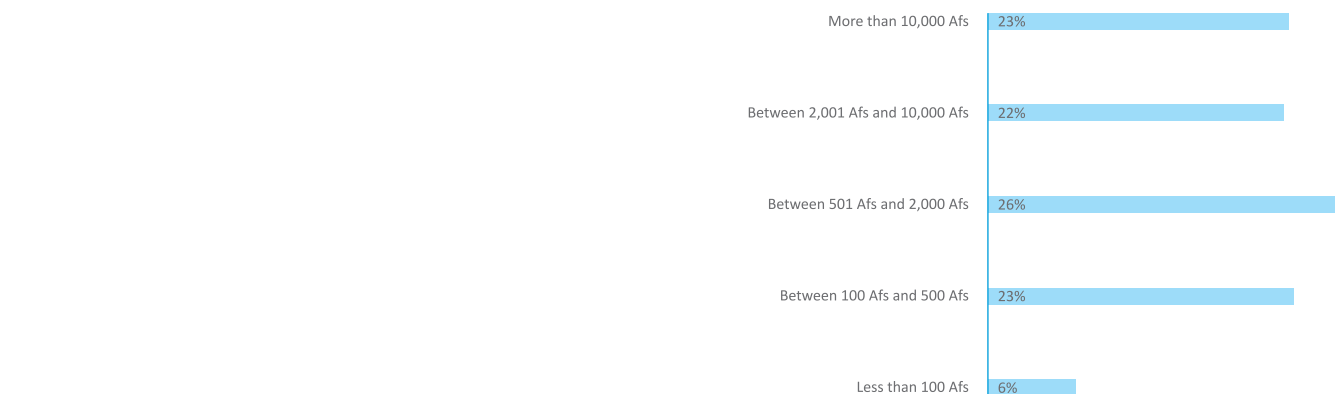 More than 10,000 Afs 23%
Between 2,001 Afs and 10,000 Afs 22%
Between 501 Afs and 2,000 Afs 26%
Between 100 Afs and 500 Afs 23%
Less than 100 Afs 6%